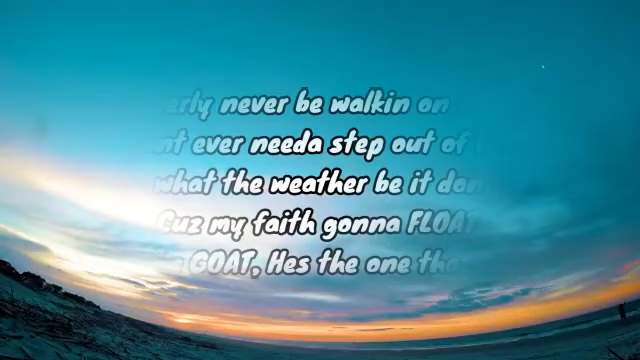 never be walkin on
ever needa step out of
what the weather be it
Cuz my faith gonna FLOAT
GOAT, Hes the one